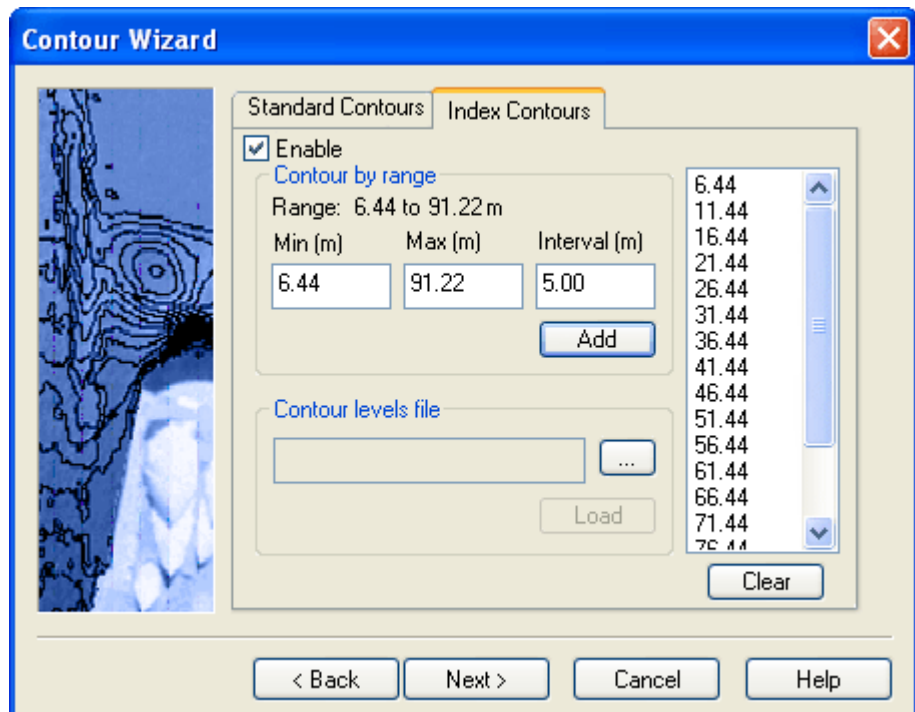 Contour Wizard
Standard Contours
Index Contours
Enable
Contour by range
Range: 6.44 to 91.22 m
Min (m)
Max (m)
Interval (m)
6.44
91.22
5.00
Add
Contour levels file
...
Load
6.44
11.44
16.44
21.44
26.44
31.44
36.44
41.44
46.44
51.44
56.44
61.44
66.44
71.44
76.44
Clear
< Back
Next >
Cancel
Help